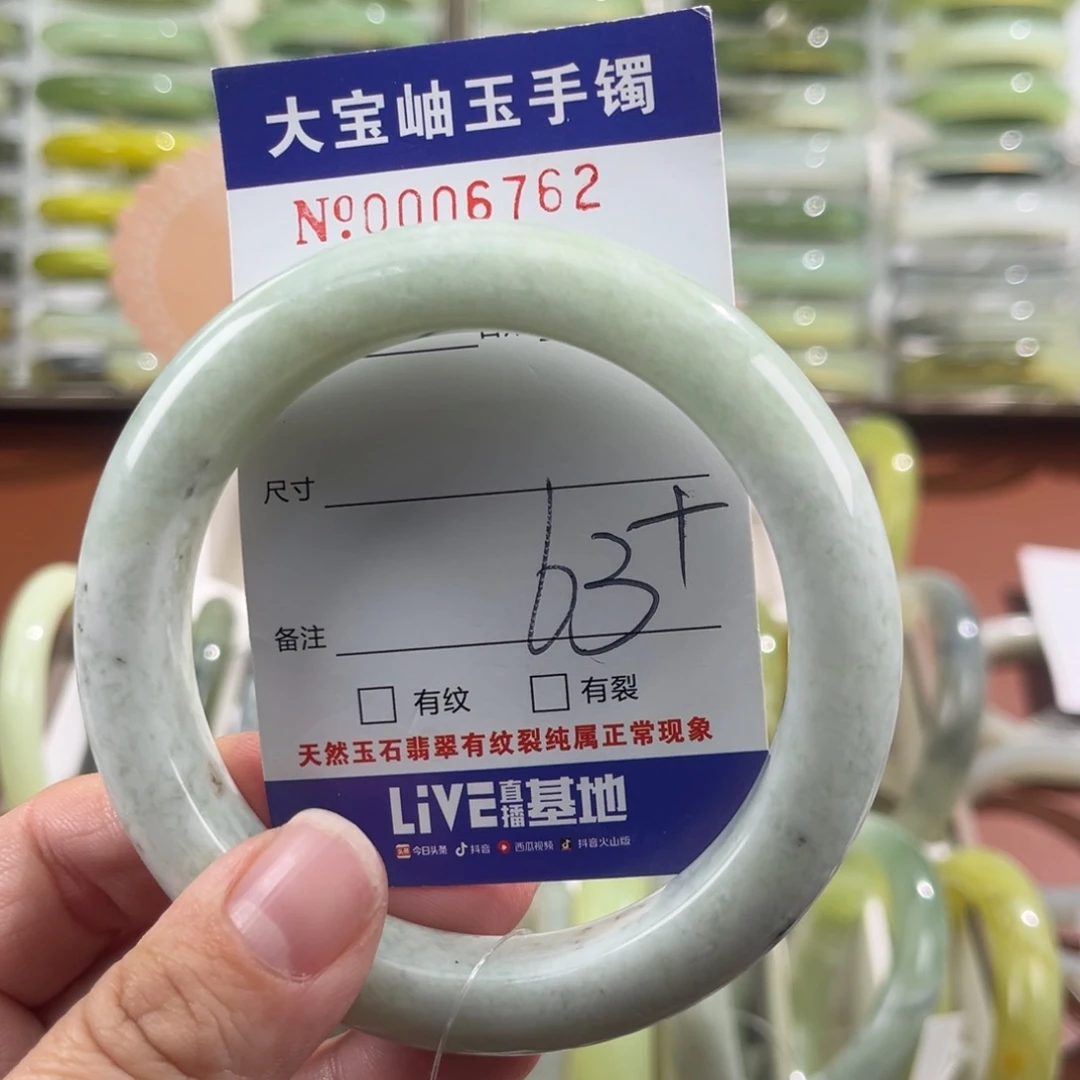 大宝岫玉手镯
№0006762
尺寸
63+
备注
有纹 有裂
天然玉石翡翠有纹裂纯属正常现象
LiVE直播基地
头条 今日头条 抖音 西瓜视频 抖音火山版